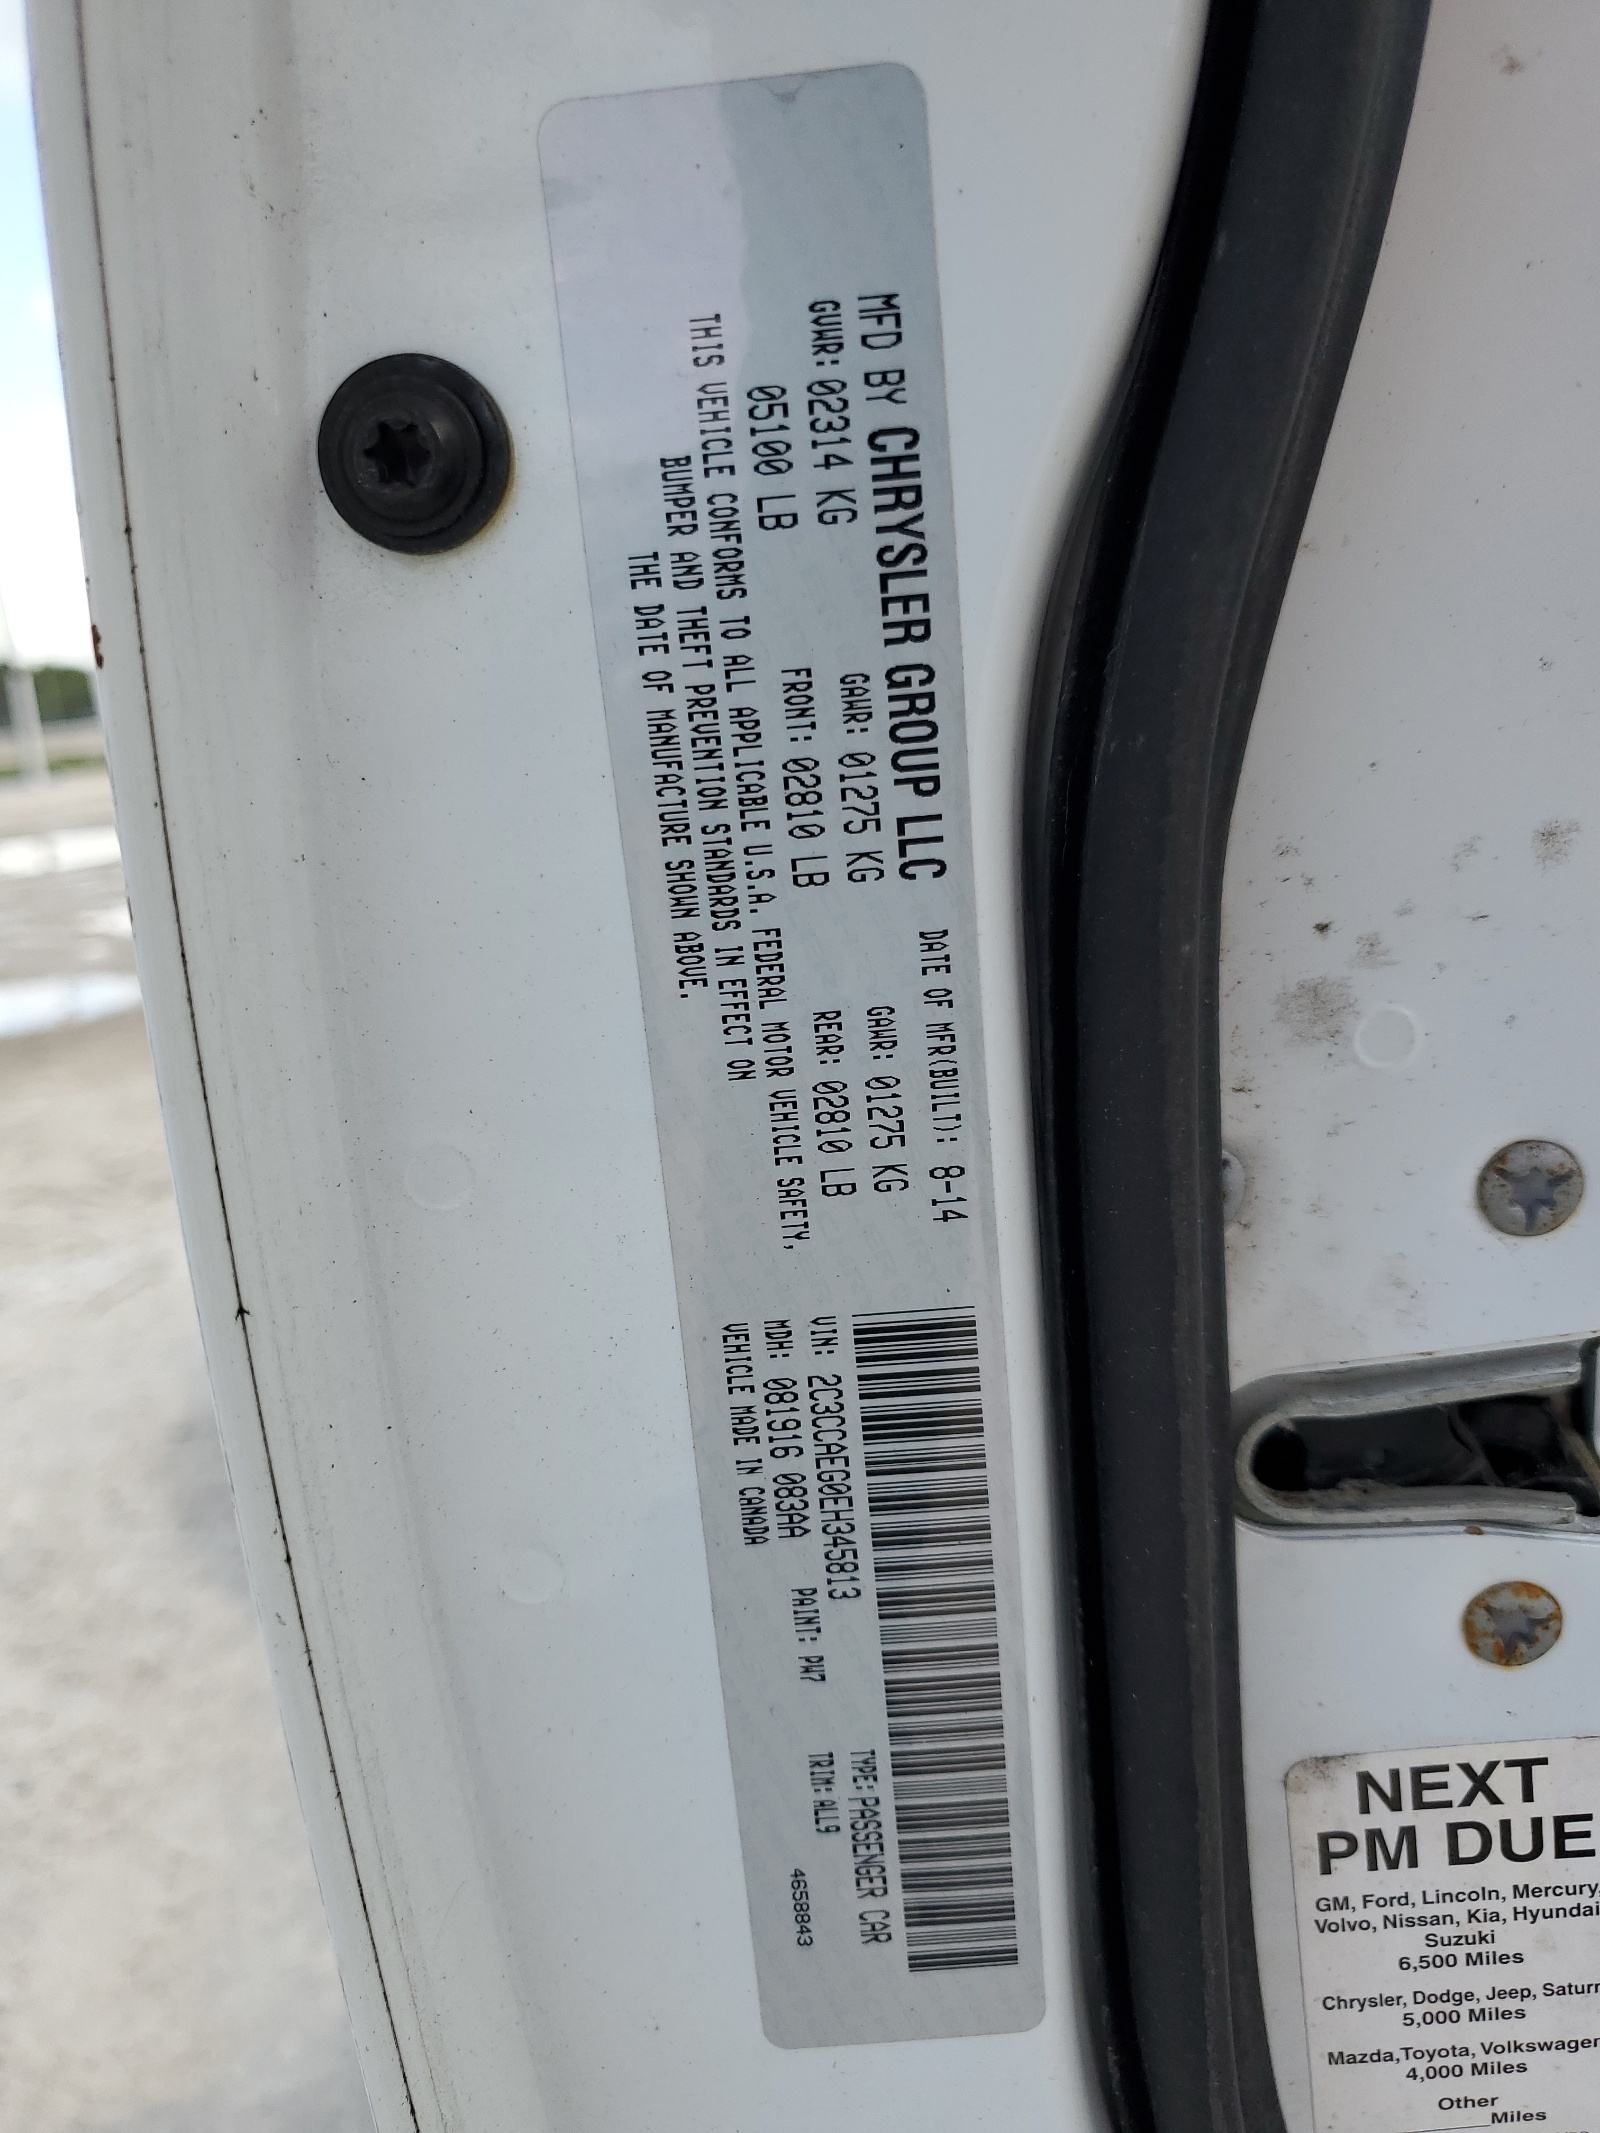 MFD BY CHRYSLER GROUP LLC DATE OF MFR(BUILT): 8-14
GVWR: 02314 KG GAWR: 01275 KG GAWR: 01275 KG
05100 LB FRONT: 02810 LB REAR: 02810 LB
THIS VEHICLE CONFORMS TO ALL APPLICABLE U.S.A. FEDERAL MOTOR VEHICLE SAFETY,
BUMPER AND THEFT PREVENTION STANDARDS IN EFFECT ON
THE DATE OF MANUFACTURE SHOWN ABOVE.
VIN: 2C3CCAEG0EH345813 TYPE: PASSENGER CAR
MDH: 081916 083AA PAINT: PW7 TRIM: ALL9
VEHICLE MADE IN CANADA 4658843
NEXT
PM DUE
GM, Ford, Lincoln, Mercury,
Volvo, Nissan, Kia, Hyundai
Suzuki
6,500 Miles
Chrysler, Dodge, Jeep, Saturn
5,000 Miles
Mazda,Toyota, Volkswagen
4,000 Miles
Other
______Miles